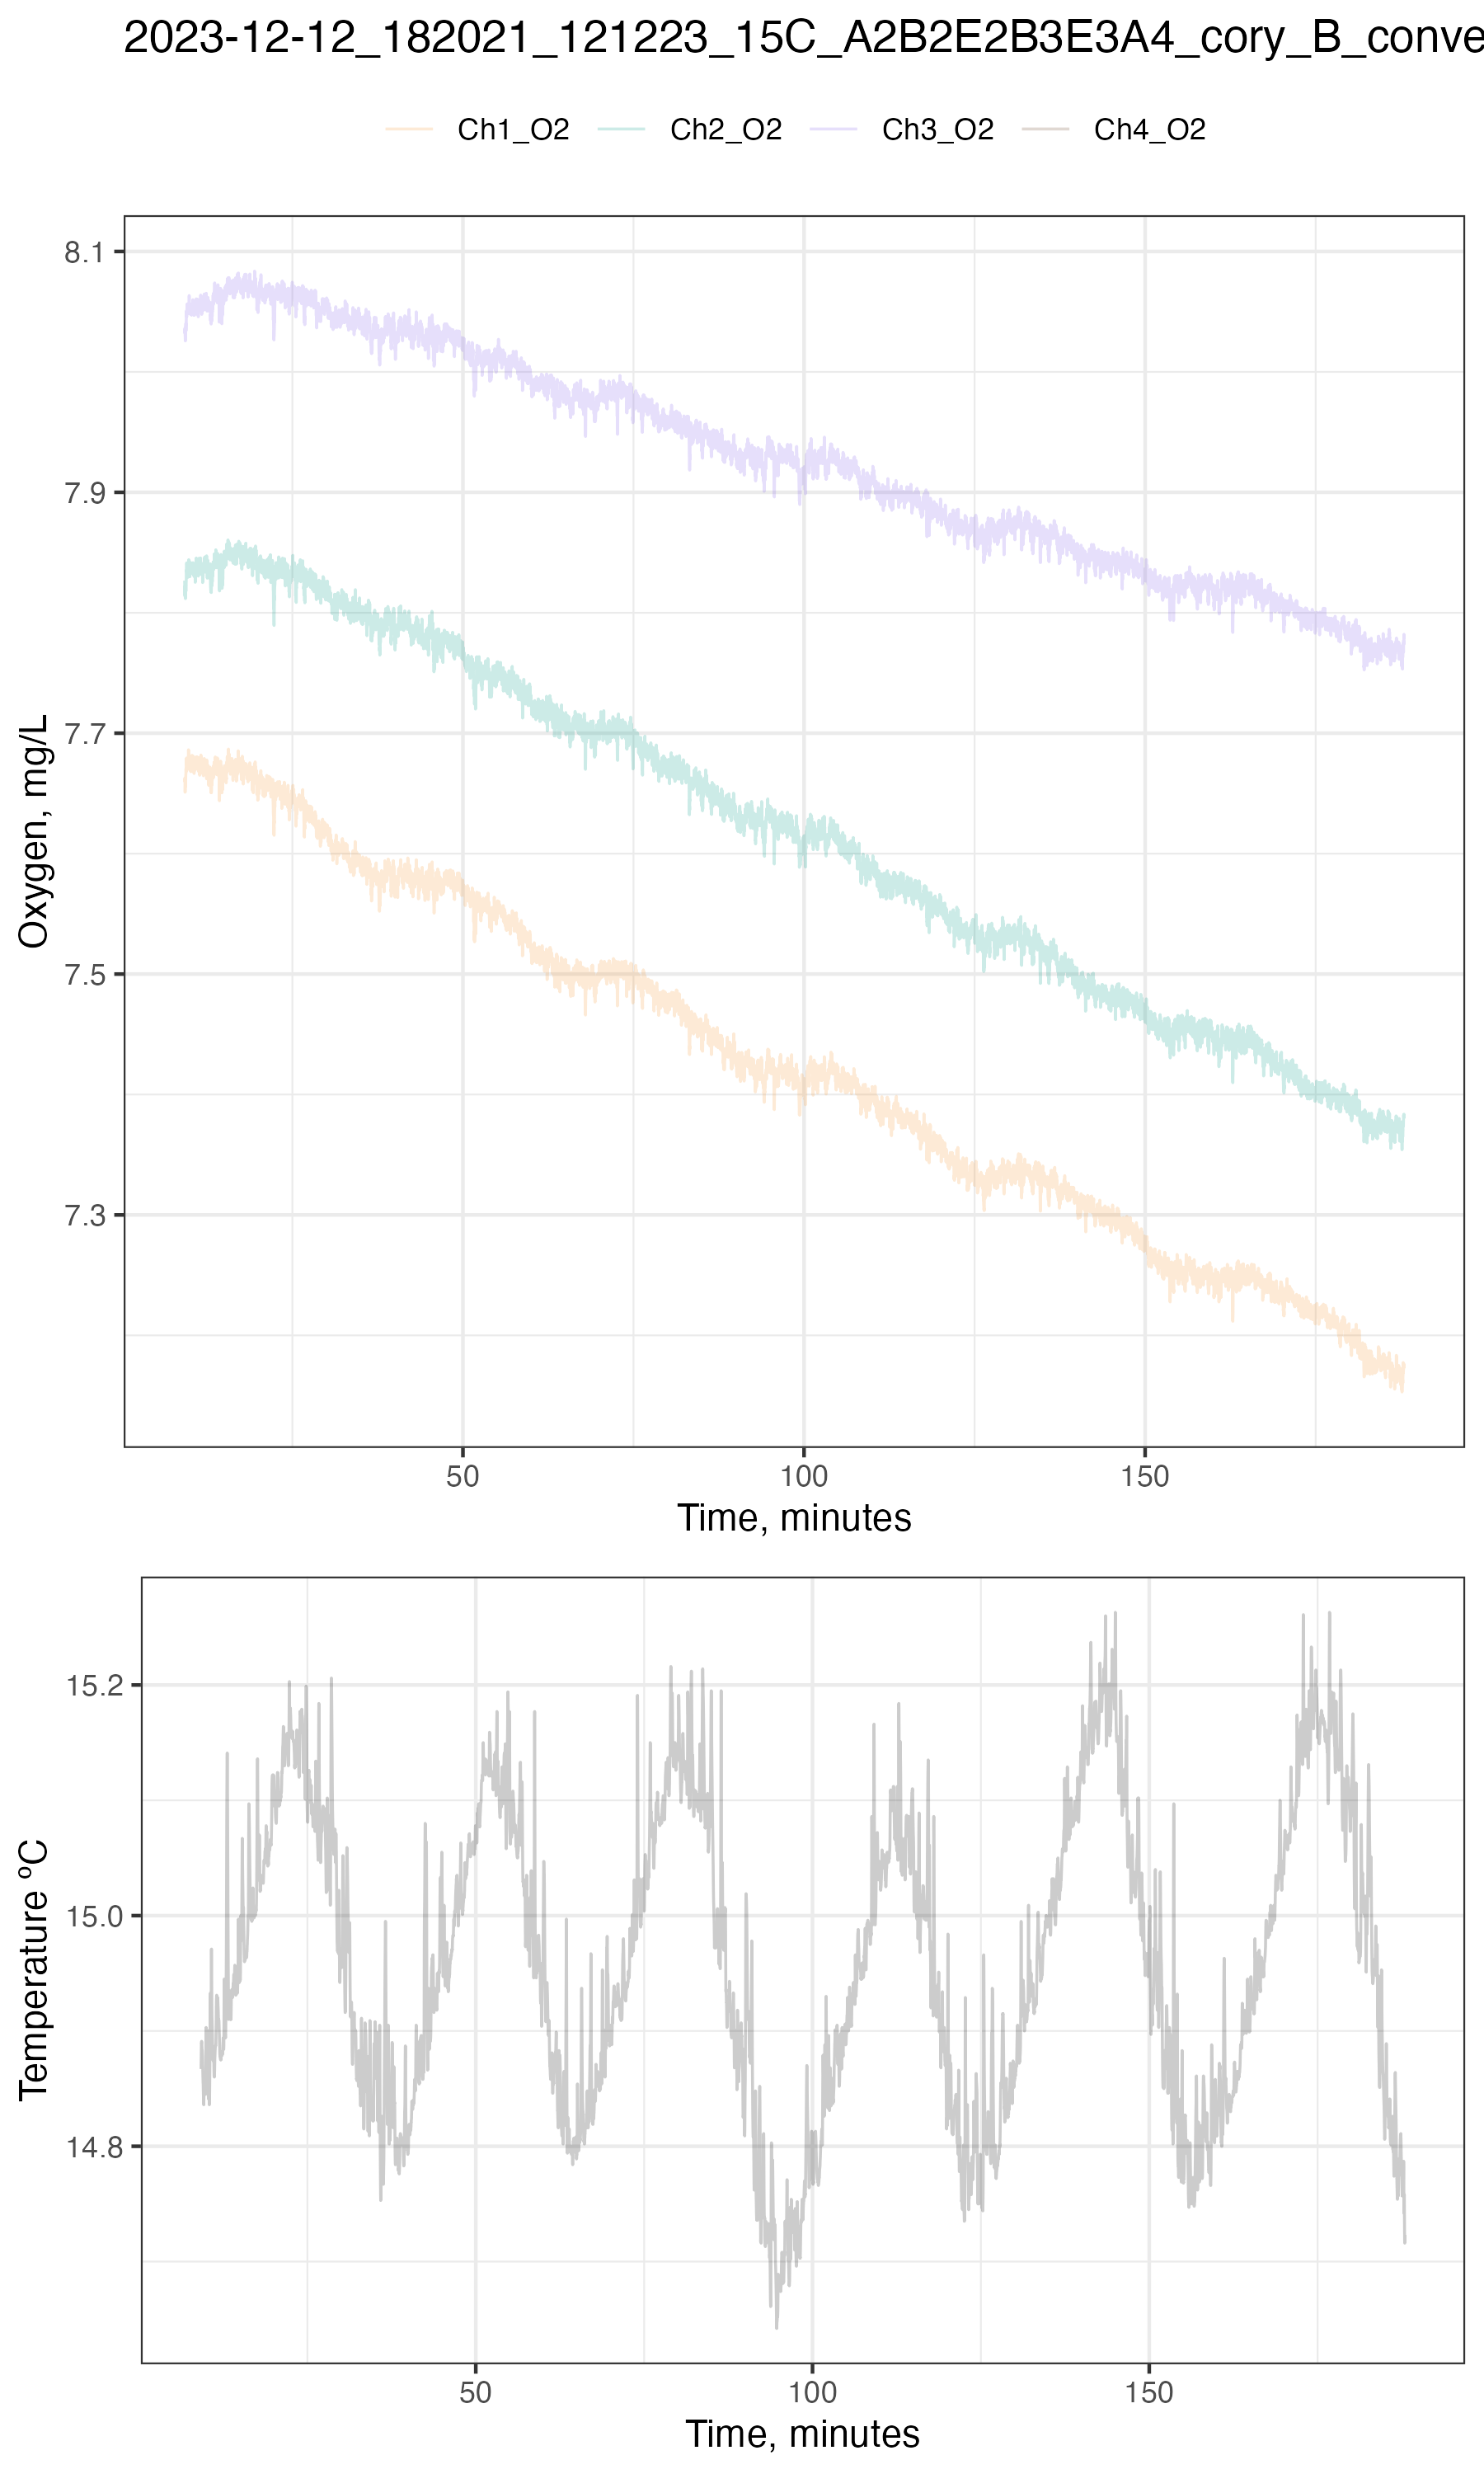 2023-12-12_182021_121223_15C_A2B2E2B3E3A4_cory_B_conve
Ch1_O2 Ch2_O2 Ch3_O2 Ch4_O2
8.1
7.9
7.7
7.5
7.3
Oxygen, mg/L
50 100 150
Time, minutes
15.2
15.0
14.8
Temperature ºC
50 100 150
Time, minutes